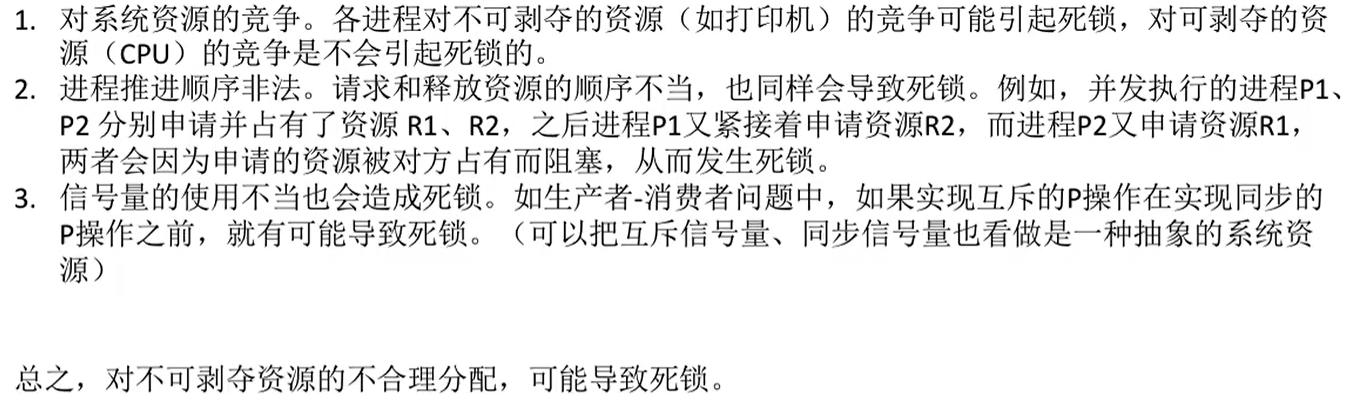 1. 对系统资源的竞争。各进程对不可剥夺的资源（如打印机）的竞争可能引起死锁，对可剥夺的资
源（CPU）的竞争是不会引起死锁的。
2. 进程推进顺序非法。请求和释放资源的顺序不当，也同样会导致死锁。例如，并发执行的进程P1、
P2 分别申请并占有了资源 R1、R2，之后进程P1又紧接着申请资源R2，而进程P2又申请资源R1，
两者会因为申请的资源被对方占有而阻塞，从而发生死锁。
3. 信号量的使用不当也会造成死锁。如生产者-消费者问题中，如果实现互斥的P操作在实现同步的
P操作之前，就有可能导致死锁。（可以把互斥信号量、同步信号量也看做是一种抽象的系统资
源）
总之，对不可剥夺资源的不合理分配，可能导致死锁。